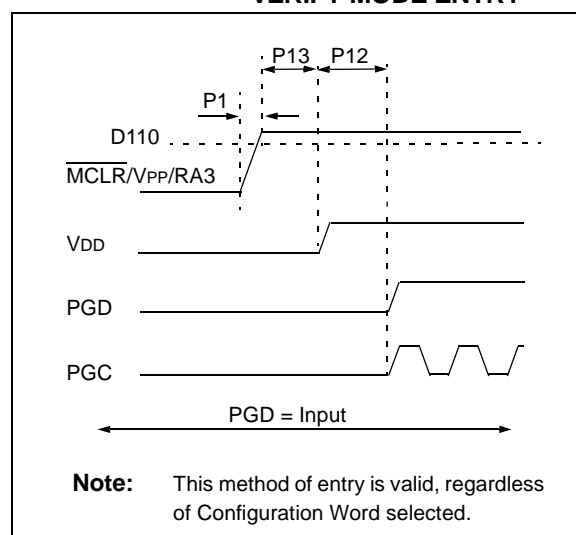 VERIFY MODE ENTRY
P13 P12
P1
D110
MCLR/VPP/RA3
VDD
PGD
PGC
PGD = Input
Note: This method of entry is valid, regardless
of Configuration Word selected.